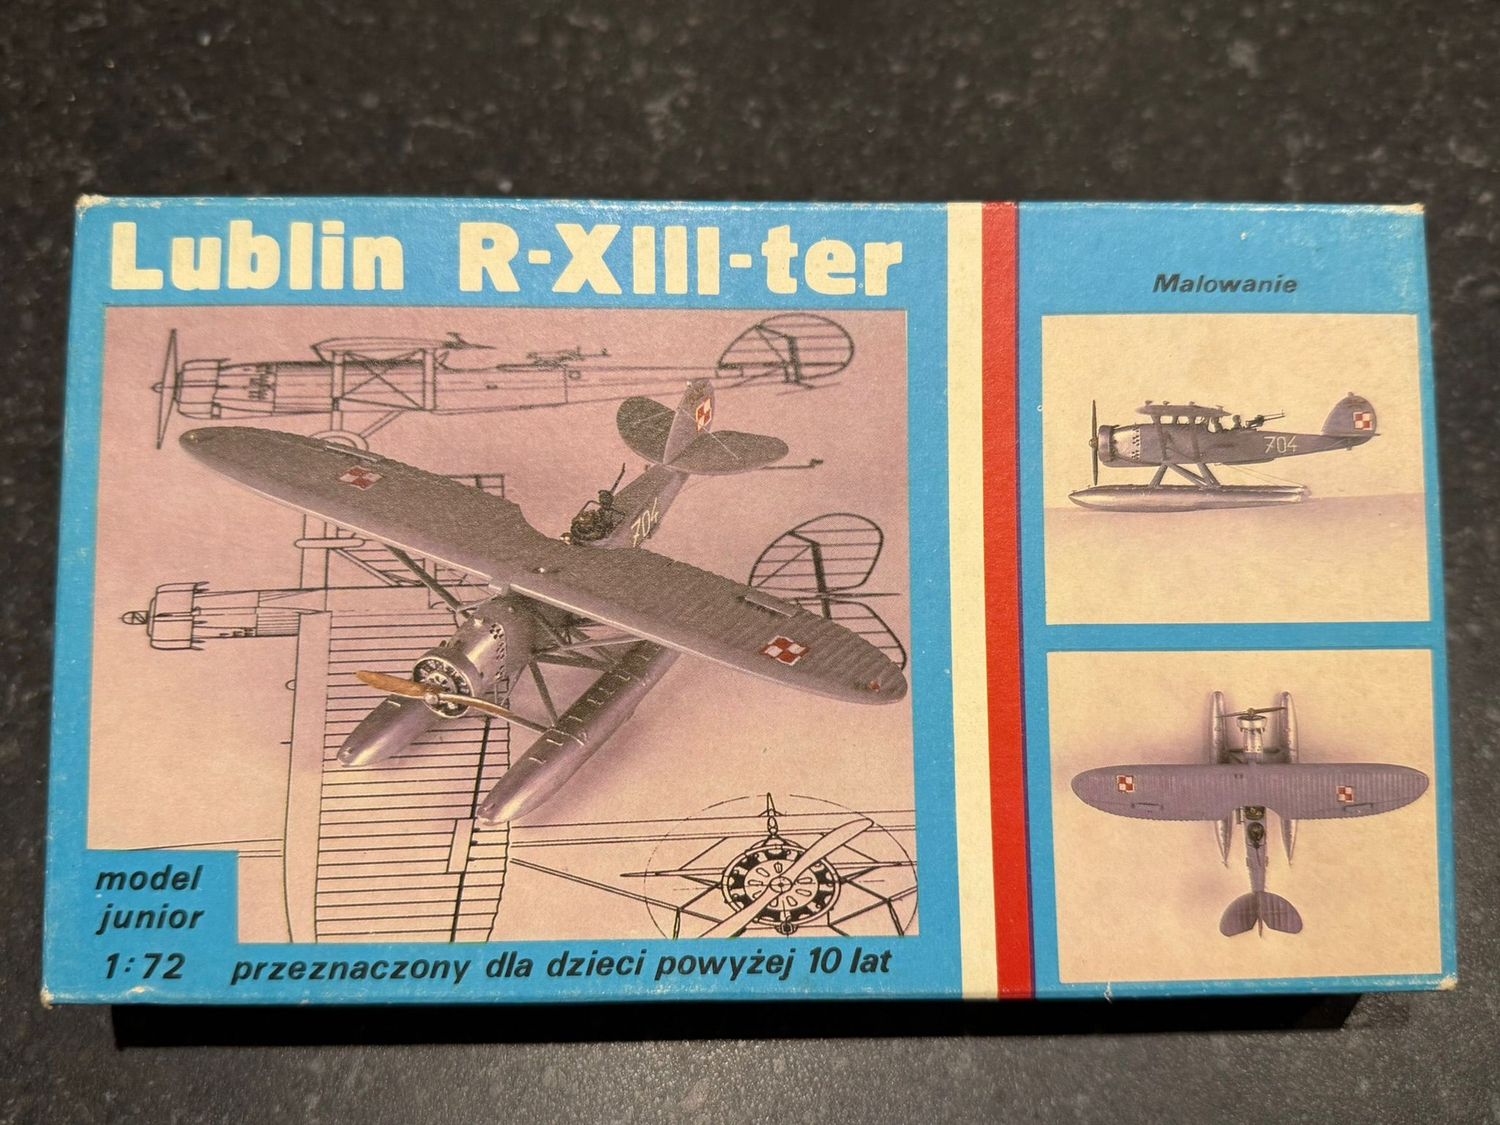 Lublin R-XIII-ter
Malowanie
704
704
model
junior
1:72 przeznaczony dla dzieci powyżej 10 lat